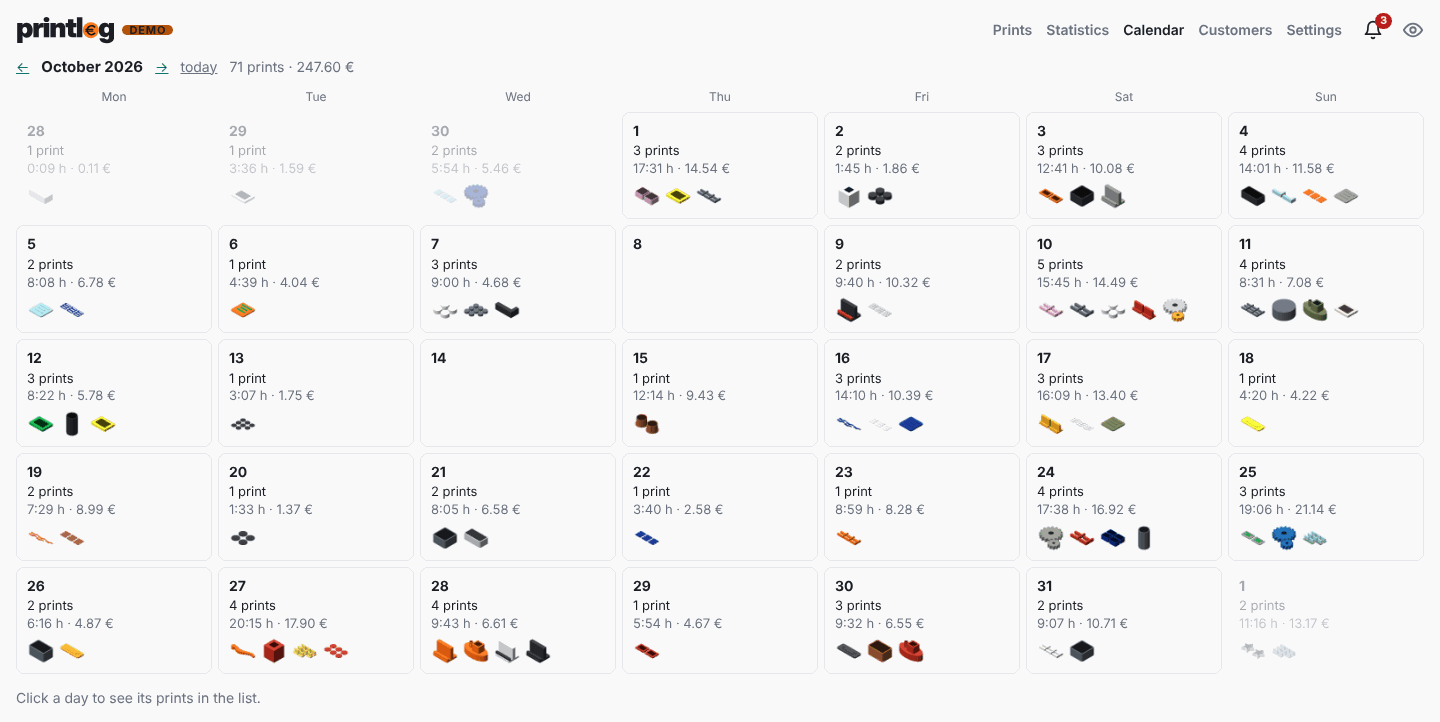 printl€g DEMO Prints Statistics Calendar Customers Settings 3
← October 2026 → today 71 prints · 247.60 €
Mon Tue Wed Thu Fri Sat Sun
28 29 30 1 2 3 4
1 print 1 print 2 prints 3 prints 2 prints 3 prints 4 prints
0:09 h · 0.11 € 3:36 h · 1.59 € 5:54 h · 5.46 € 17:31 h · 14.54 € 1:45 h · 1.86 € 12:41 h · 10.08 € 14:01 h · 11.58 €
5 6 7 8 9 10 11
2 prints 1 print 3 prints 2 prints 5 prints 4 prints
8:08 h · 6.78 € 4:39 h · 4.04 € 9:00 h · 4.68 € 9:40 h · 10.32 € 15:45 h · 14.49 € 8:31 h · 7.08 €
12 13 14 15 16 17 18
3 prints 1 print 1 print 3 prints 3 prints 1 print
8:22 h · 5.78 € 3:07 h · 1.75 € 12:14 h · 9.43 € 14:10 h · 10.39 € 16:09 h · 13.40 € 4:20 h · 4.22 €
19 20 21 22 23 24 25
2 prints 1 print 2 prints 1 print 1 print 4 prints 3 prints
7:29 h · 8.99 € 1:33 h · 1.37 € 8:05 h · 6.58 € 3:40 h · 2.58 € 8:59 h · 8.28 € 17:38 h · 16.92 € 19:06 h · 21.14 €
26 27 28 29 30 31 1
2 prints 4 prints 4 prints 1 print 3 prints 2 prints 2 prints
6:16 h · 4.87 € 20:15 h · 17.90 € 9:43 h · 6.61 € 5:54 h · 4.67 € 9:32 h · 6.55 € 9:07 h · 10.71 € 11:16 h · 13.17 €
Click a day to see its prints in the list.